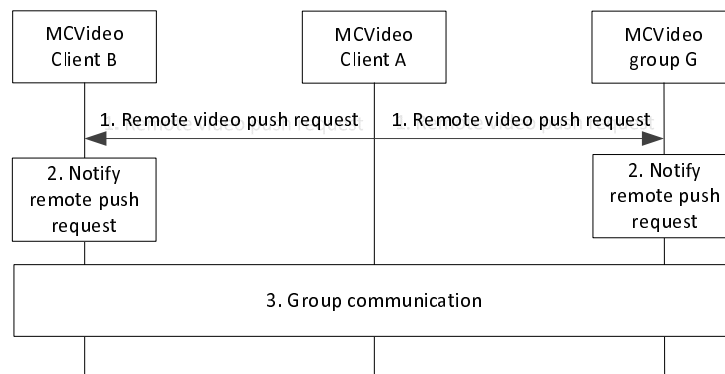 MCVideo
Client B
MCVideo
Client A
MCVideo
group G
1. Remote video push request
1. Remote video push request
2. Notify
remote push
request
2. Notify
remote push
request
3. Group communication